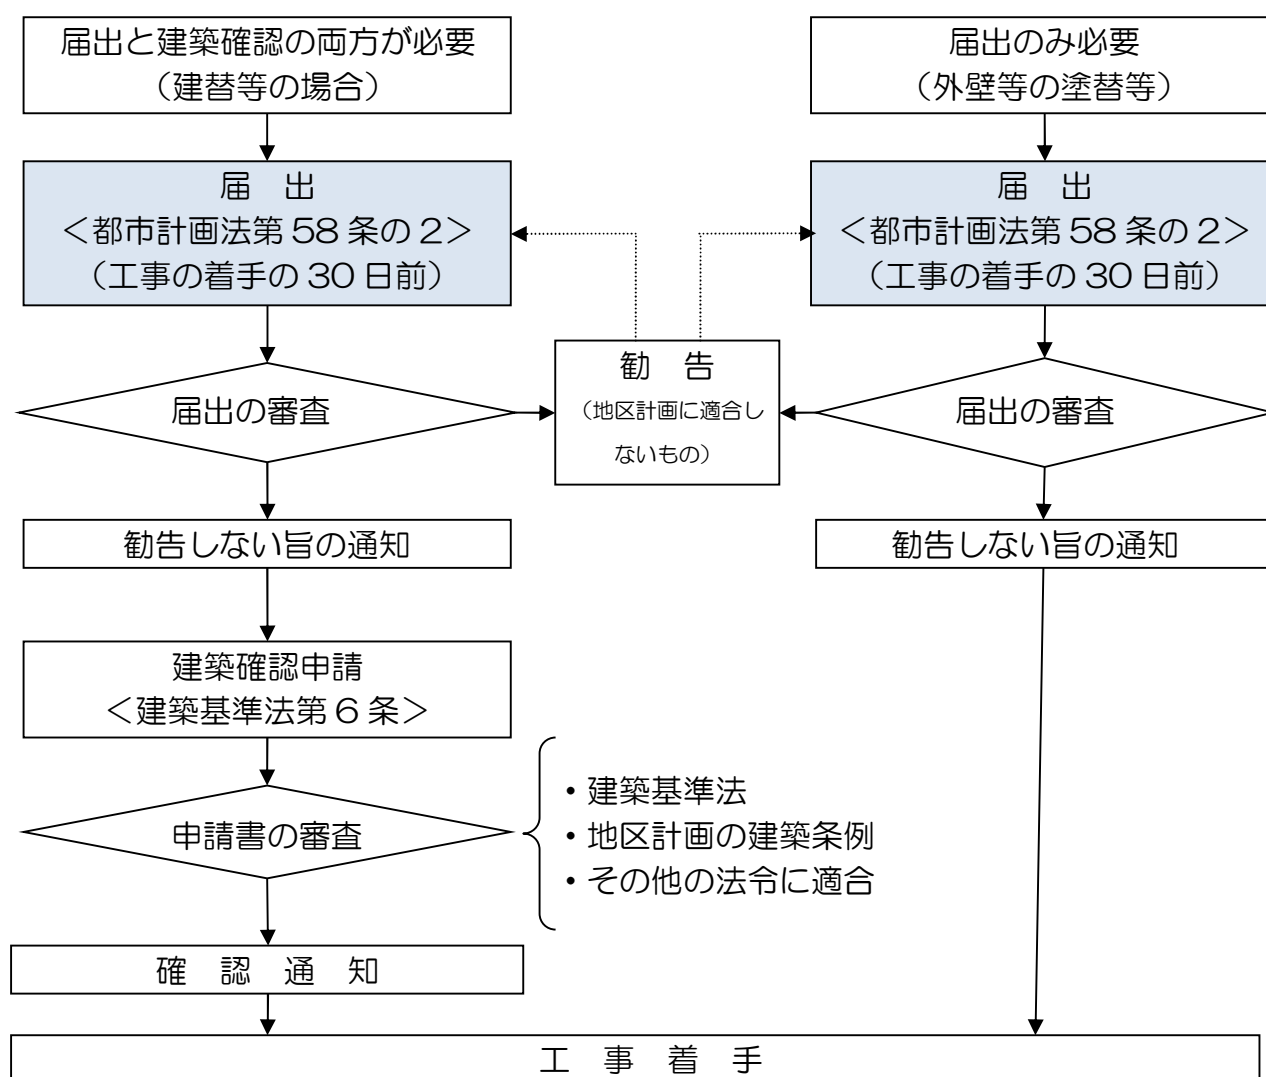 届出と建築確認の両方が必要
（建替等の場合）
届出のみ必要
（外壁等の塗替等）
届　出
＜都市計画法第58条の2＞
（工事の着手の30日前）
届　出
＜都市計画法第58条の2＞
（工事の着手の30日前）
勧　告
（地区計画に適合し
ないもの）
届出の審査
届出の審査
勧告しない旨の通知
勧告しない旨の通知
建築確認申請
＜建築基準法第6条＞
申請書の審査
・建築基準法
・地区計画の建築条例
・その他の法令に適合
確　認　通　知
工　事　着　手